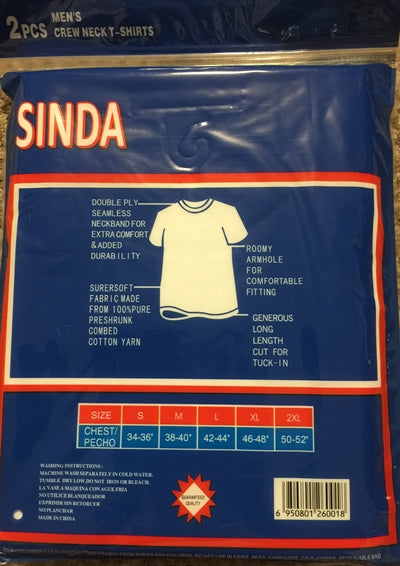 2PCS MEN'S
CREW NECK T-SHIRTS
SINDA
DOUBLE PLY
SEAMLESS
NECKBAND FOR
EXTRA COMFORT
& ADDED
DURABILITY
ROOMY
ARMHOLE
FOR
COMFORTABLE
FITTING
SURERSOFT
FABRIC MADE
FROM 100%PURE
PRESHRUNK
COMBED
COTTON YARN
GENEROUS
LONG
LENGTH
CUT FOR
TUCK-IN
SIZE S M L XL 2XL
CHEST/
PECHO 34-36" 38-40" 42-44" 46-48" 50-52"
WASHING INSTRUCTIONS:
MACHINE WASH SEPARATELY IN COLD WATER.
TUMBLE DRY LOW.DO NOT IRON OR BLEACH.
LA VASE A MAQUINA CON AGUE FRIA
NO UTILICE BLANQUEADOR
EXPRIMIR SIN RETORCER
NO PLANCHAR
MADE IN CHINA
GUARANTEED
QUALITY
6 950801 260018